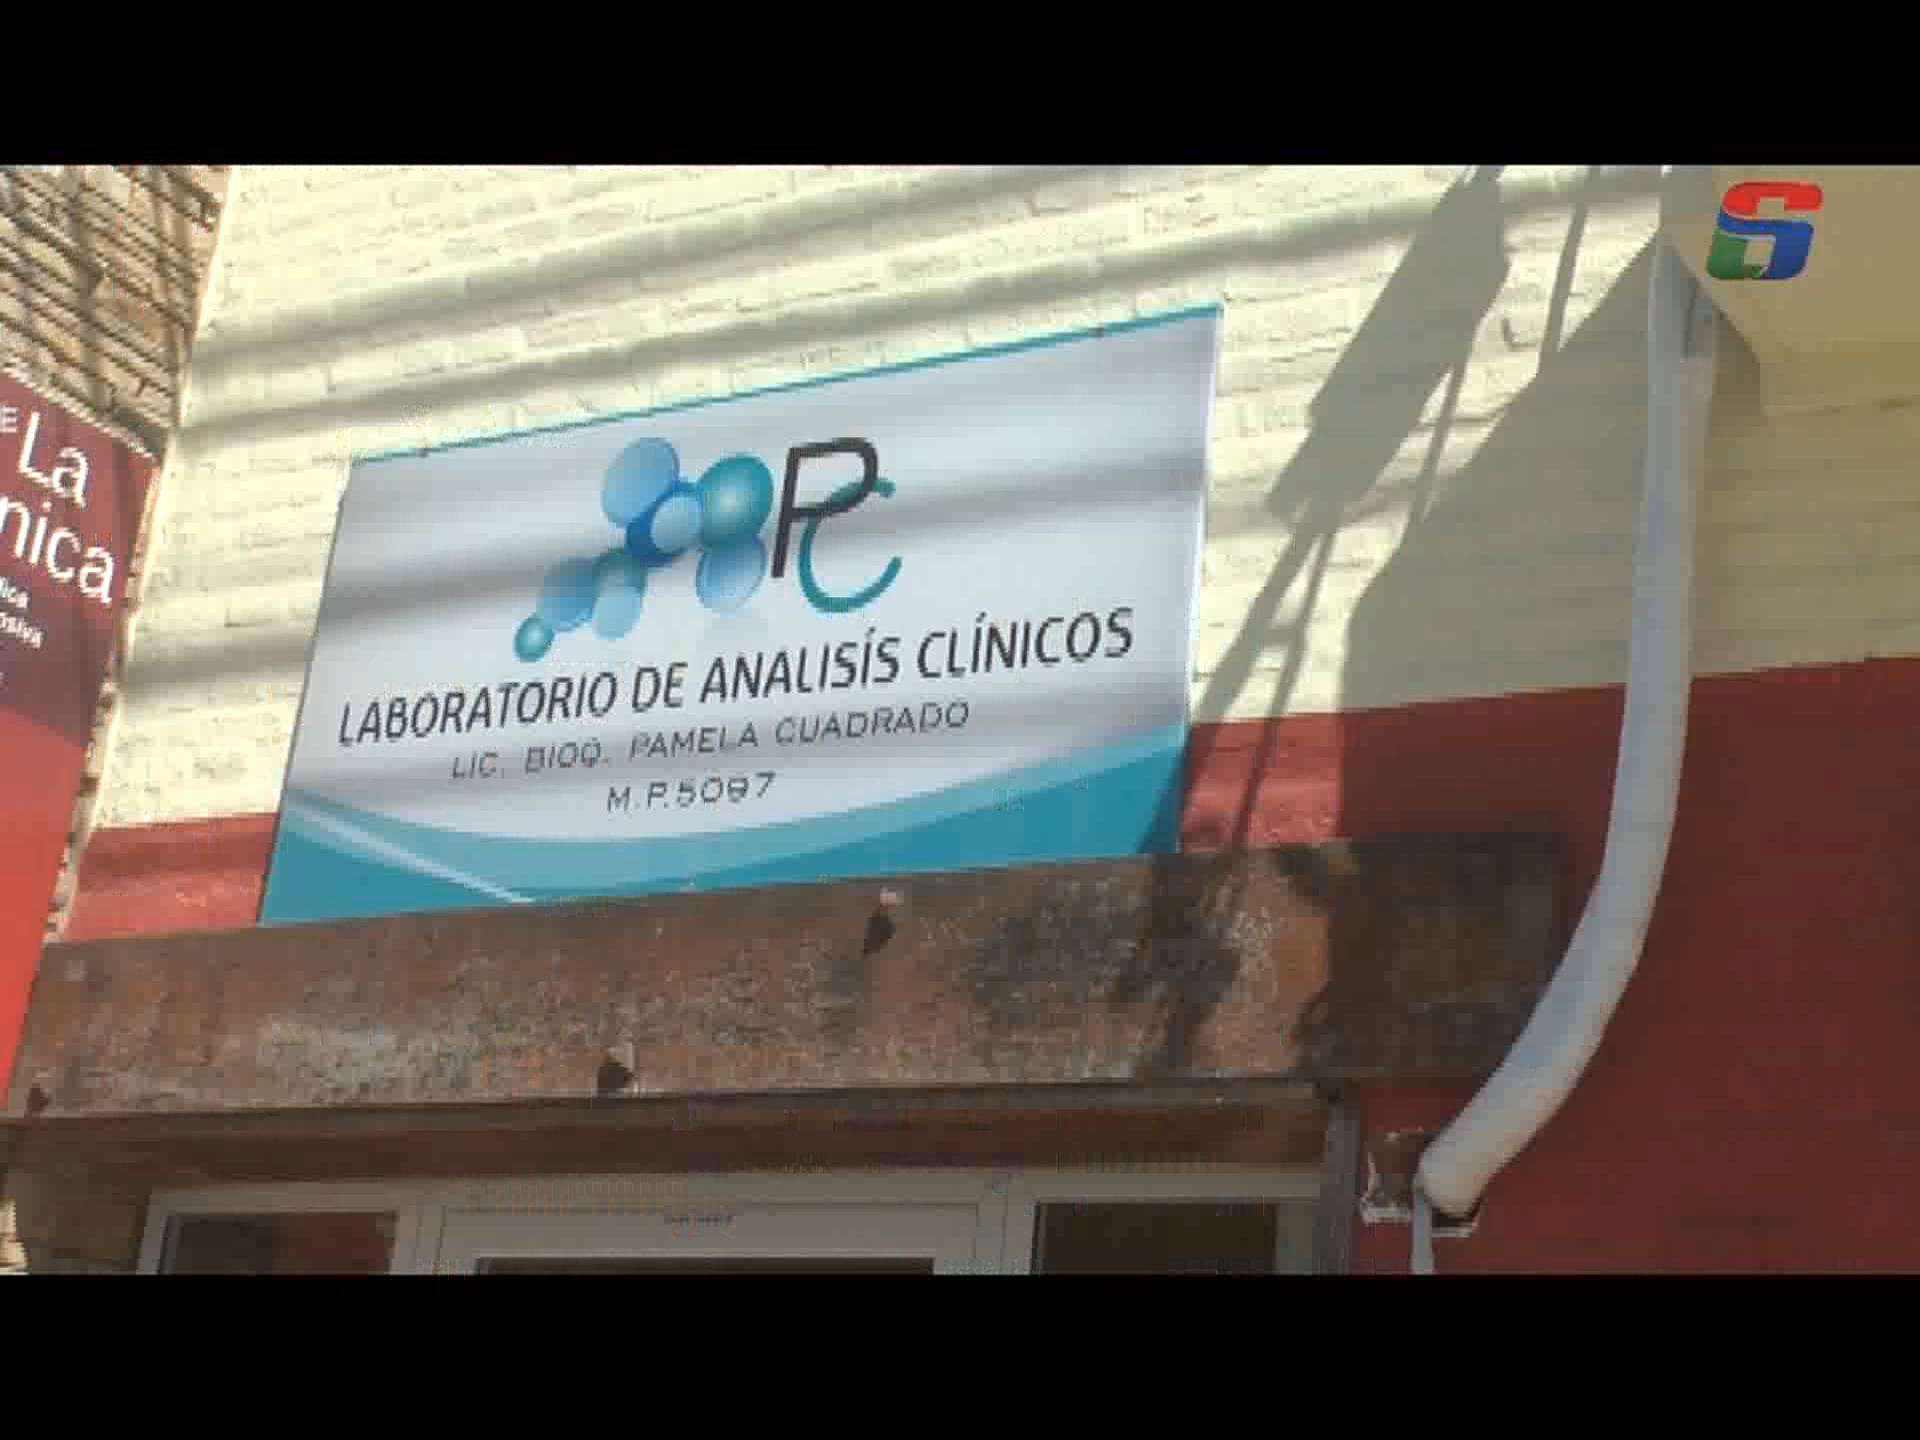 E La
nica
PC
LABORATORIO DE ANALISÍS CLÍNICOS
LIC. BIOQ. PAMELA CUADRADO
M.P.5097